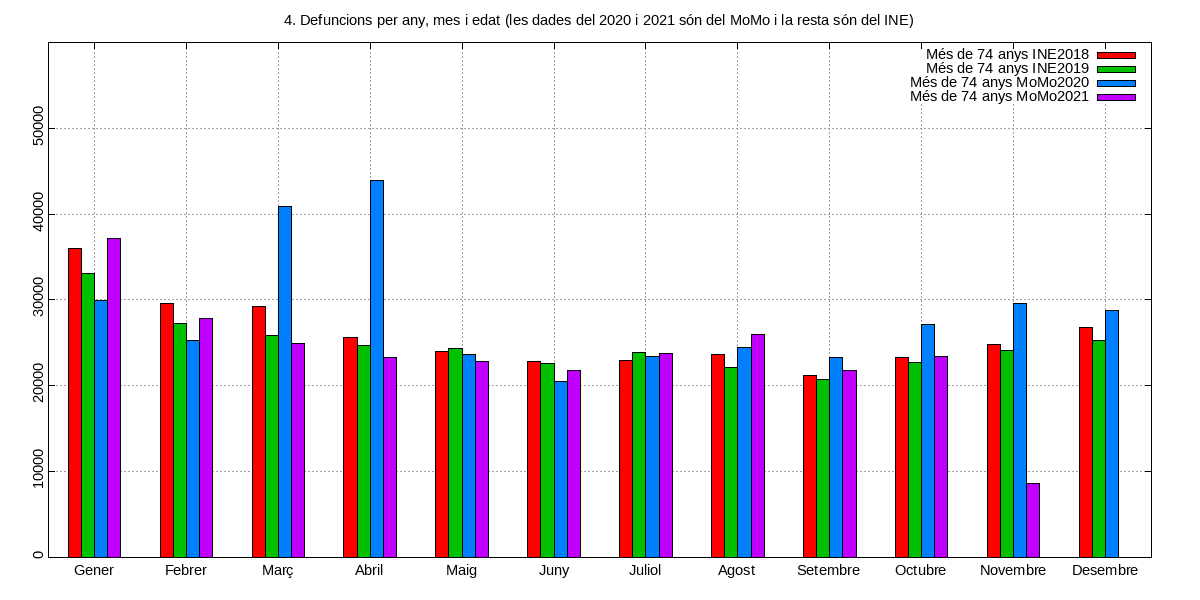 4. Defuncions per any, mes i edat (les dades del 2020 i 2021 són del MoMo i la resta són del INE)
Més de 74 anys INE2018
Més de 74 anys INE2019
Més de 74 anys MoMo2020
Més de 74 anys MoMo2021
50000
40000
30000
20000
10000
0
Gener Febrer Març Abril Maig Juny Juliol Agost Setembre Octubre Novembre Desembre